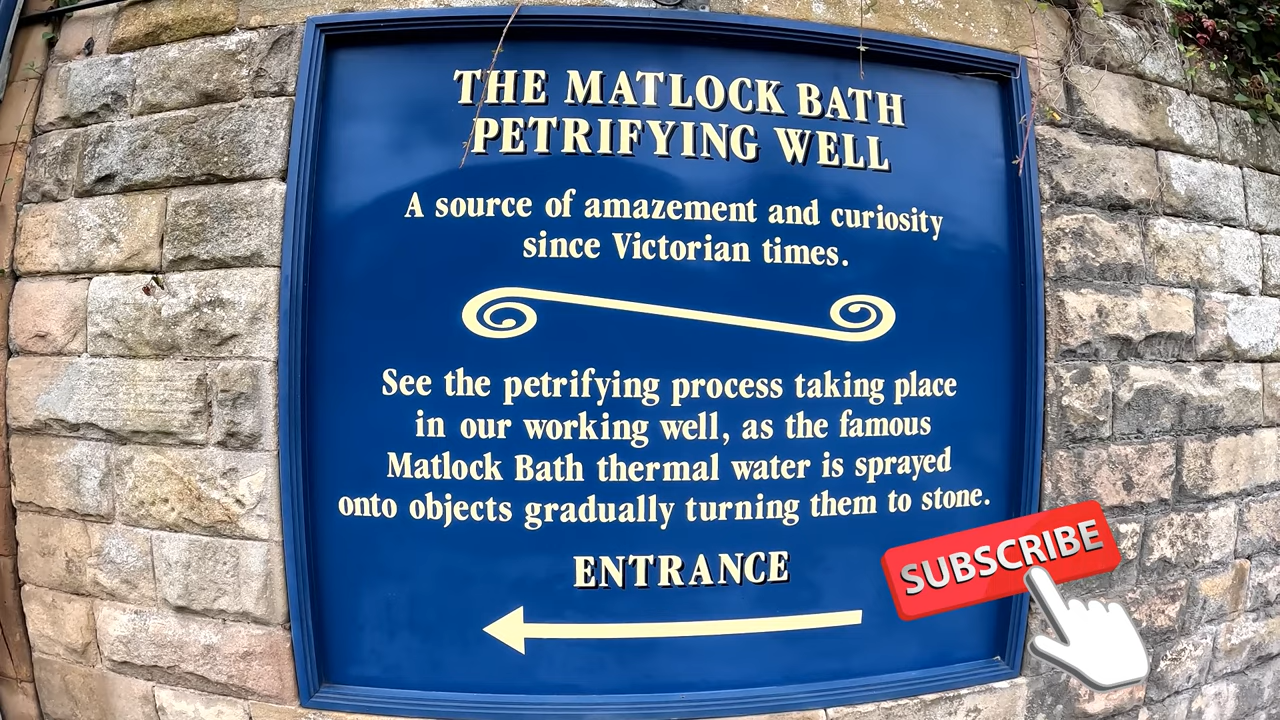 THE MATLOCK BATH
PETRIFYING WELL
A source of amazement and curiosity
since Victorian times.
See the petrifying process taking place
in our working well, as the famous
Matlock Bath thermal water is sprayed
onto objects gradually turning them to stone.
ENTRANCE
SUBSCRIBE